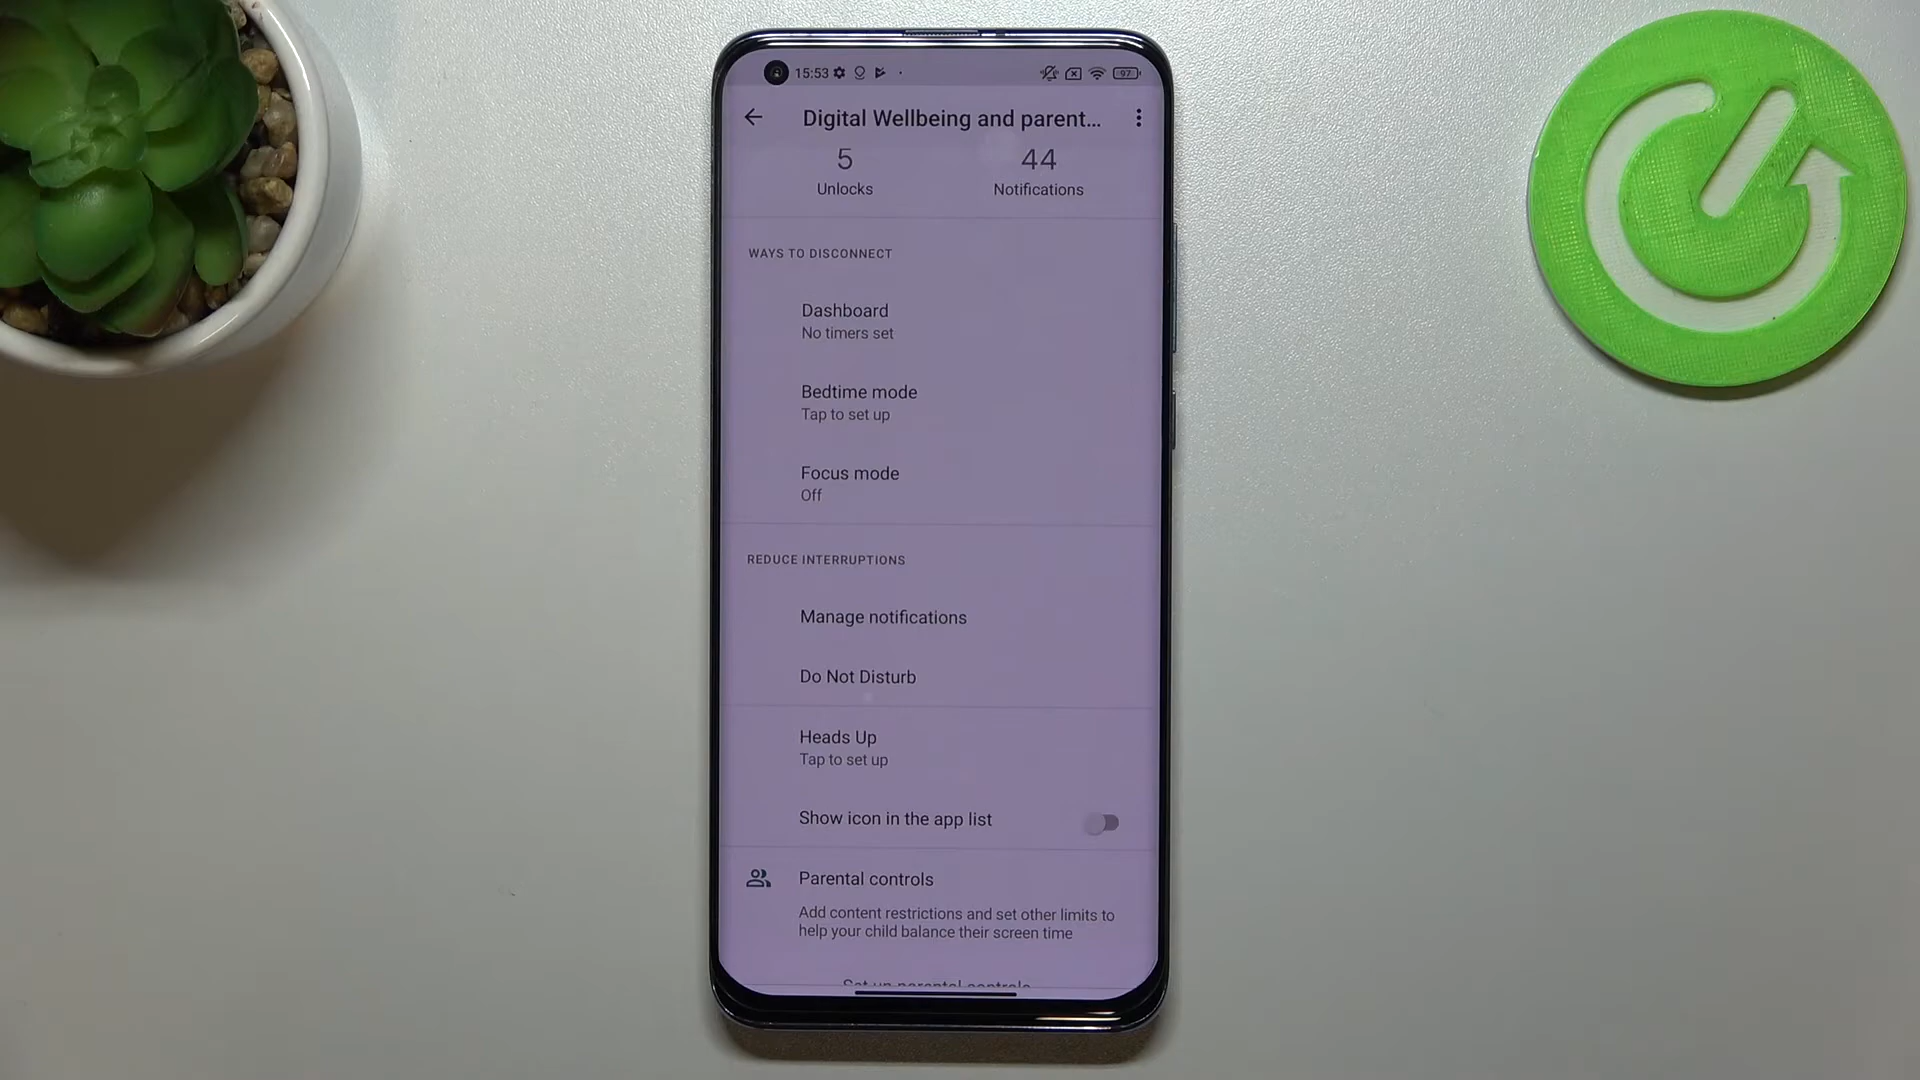 15:53
97
Digital Wellbeing and parent...
5
44
Unlocks
Notifications
WAYS TO DISCONNECT
Dashboard
No timers set
Bedtime mode
Tap to set up
Focus mode
Off
REDUCE INTERRUPTIONS
Manage notifications
Do Not Disturb
Heads Up
Tap to set up
Show icon in the app list
Parental controls
Add content restrictions and set other limits to
help your child balance their screen time
Set up parental controls